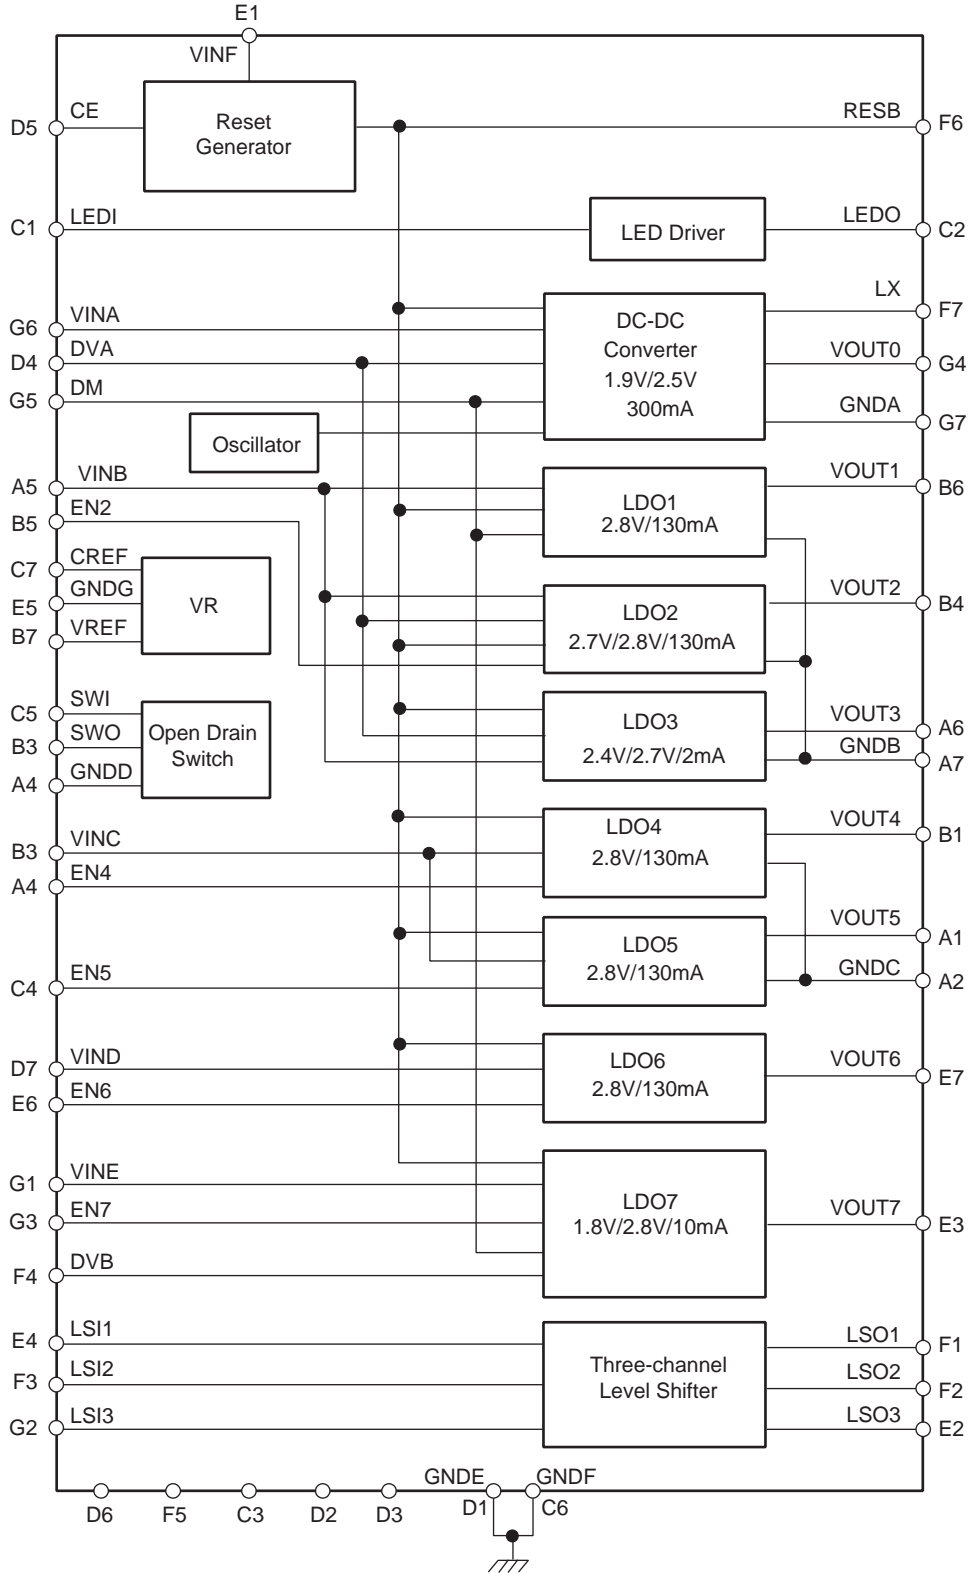 E1
VINF
D5
CE
Reset
Generator
RESB
F6
C1
LEDI
LED Driver
LEDO
C2
G6
VINA
DC-DC
Converter
1.9V/2.5V
300mA
LX
F7
D4
DVA
VOUT0
G4
G5
DM
GNDA
G7
Oscillator
A5
VINB
LDO1
2.8V/130mA
VOUT1
B6
B5
EN2
C7
CREF
E5
GNDG
VR
B7
VREF
LDO2
2.7V/2.8V/130mA
VOUT2
B4
C5
SWI
B3
SWO
Open Drain
Switch
A4
GNDD
LDO3
2.4V/2.7V/2mA
VOUT3
A6
GNDB
A7
B3
VINC
LDO4
2.8V/130mA
VOUT4
B1
A4
EN4
C4
EN5
LDO5
2.8V/130mA
VOUT5
A1
GNDC
A2
D7
VIND
LDO6
2.8V/130mA
VOUT6
E7
E6
EN6
G1
VINE
G3
EN7
LDO7
1.8V/2.8V/10mA
VOUT7
E3
F4
DVB
E4
LSI1
Three-channel
Level Shifter
LSO1
F1
F3
LSI2
LSO2
F2
G2
LSI3
LSO3
E2
GNDE
GNDF
D6
F5
C3
D2
D3
D1
C6